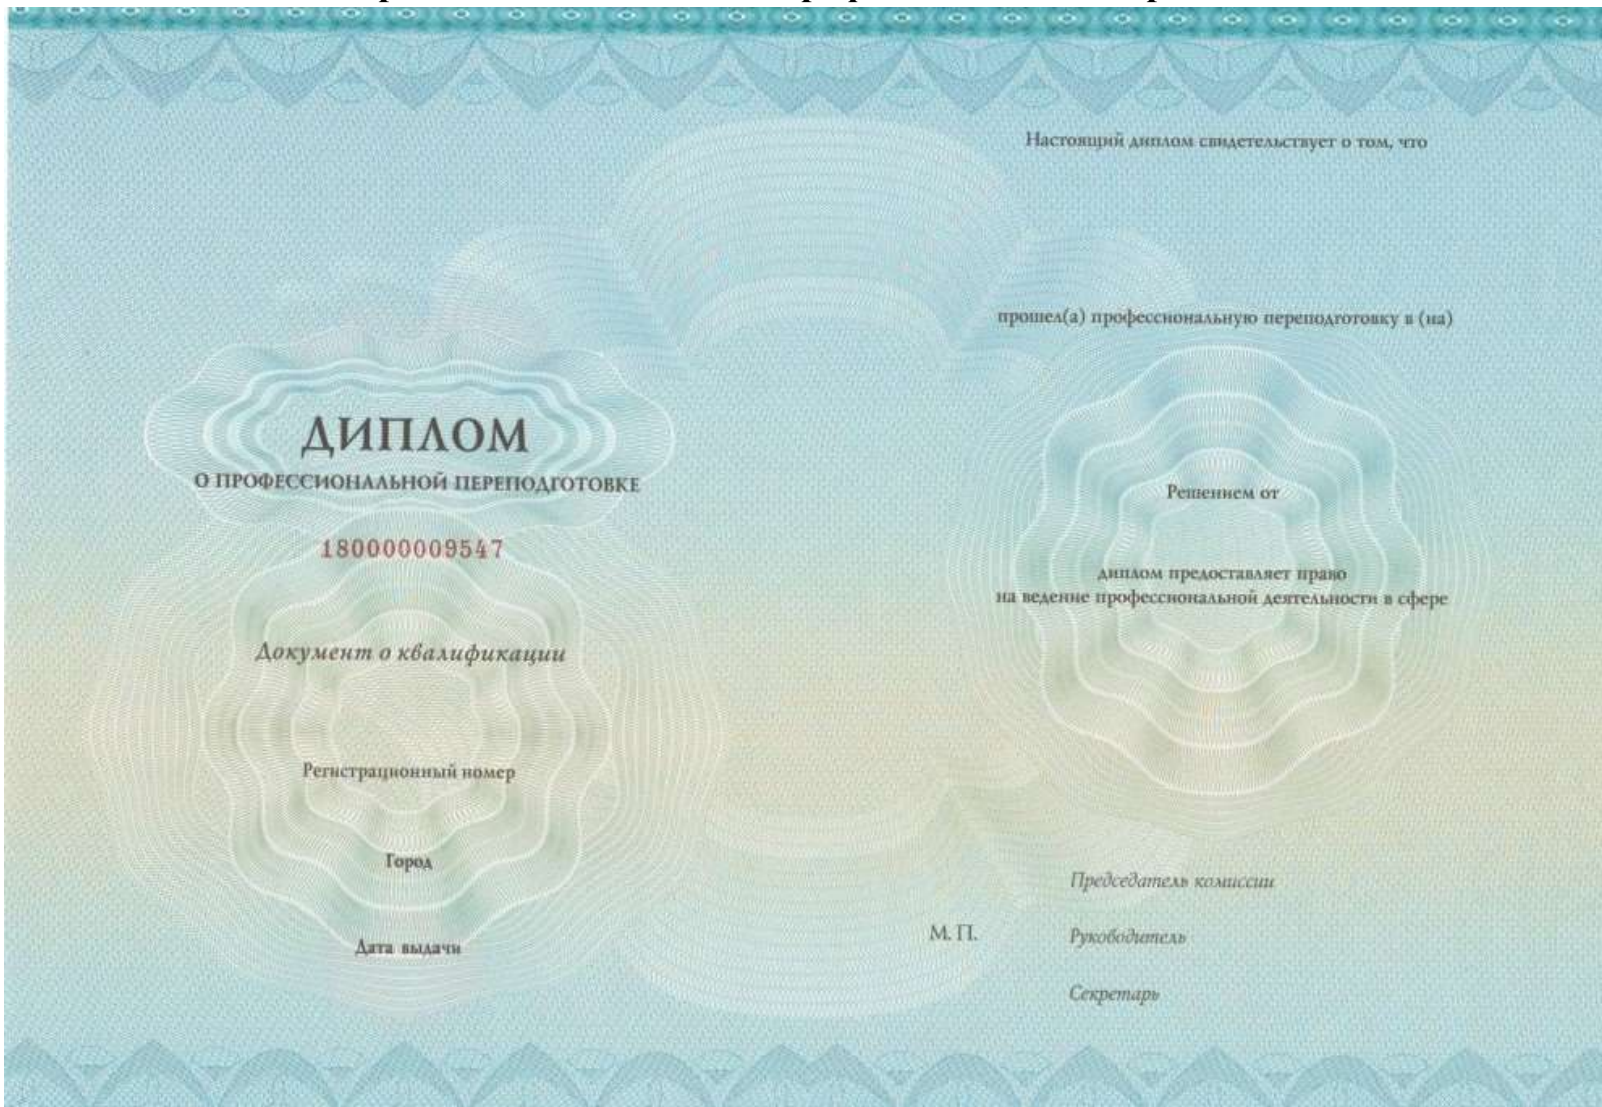 ДИПЛОМ
О ПРОФЕССИОНАЛЬНОЙ ПЕРЕПОДГОТОВКЕ
180000009547
Документ о квалификации
Регистрационный номер
Город
Дата выдачи
Настоящий диплом свидетельствует о том, что
прошел(а) профессиональную переподготовку в (на)
Решением от
диплом предоставляет право
на ведение профессиональной деятельности в сфере
Председатель комиссии
М. П.
Руководитель
Секретарь